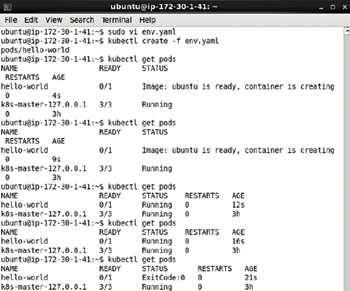 ubuntu@ip-172-30-1-41: ~
File Edit View Search Terminal Help
ubuntu@ip-172-30-1-41:~$ sudo vi env.yaml
ubuntu@ip-172-30-1-41:~$ kubectl create -f env.yaml
pods/hello-world
ubuntu@ip-172-30-1-41:~$ kubectl get pods
NAME READY STATUS
RESTARTS AGE
hello-world 0/1 Image: ubuntu is ready, container is creating
0 4s
k8s-master-127.0.0.1 3/3 Running
0 3h
ubuntu@ip-172-30-1-41:~$ kubectl get pods
NAME READY STATUS
RESTARTS AGE
hello-world 0/1 Image: ubuntu is ready, container is creating
0 9s
k8s-master-127.0.0.1 3/3 Running
0 3h
ubuntu@ip-172-30-1-41:~$ kubectl get pods
NAME READY STATUS RESTARTS AGE
hello-world 0/1 Running 0 12s
k8s-master-127.0.0.1 3/3 Running 0 3h
ubuntu@ip-172-30-1-41:~$ kubectl get pods
NAME READY STATUS RESTARTS AGE
hello-world 0/1 Running 0 16s
k8s-master-127.0.0.1 3/3 Running 0 3h
ubuntu@ip-172-30-1-41:~$ kubectl get pods
NAME READY STATUS RESTARTS AGE
hello-world 0/1 ExitCode:0 0 21s
k8s-master-127.0.0.1 3/3 Running 0 3h